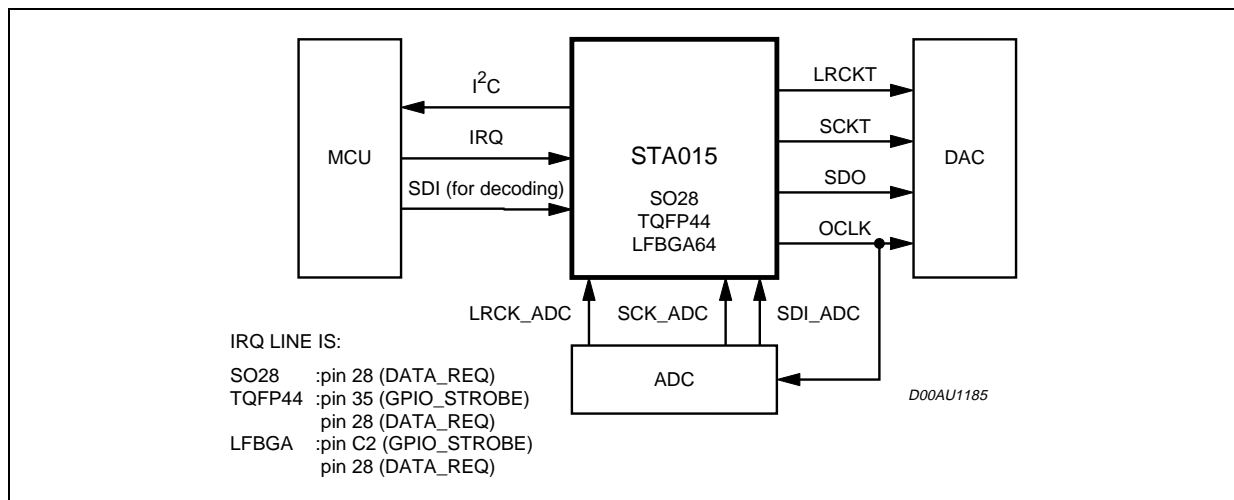 I2C
IRQ
SDI (for decoding)
MCU
STA015
SO28
TQFP44
LFBGA64
LRCKT
SCKT
SDO
OCLK
DAC
LRCK_ADC
SCK_ADC
SDI_ADC
ADC
IRQ LINE IS:
SO28 :pin 28 (DATA_REQ)
TQFP44 :pin 35 (GPIO_STROBE)
pin 28 (DATA_REQ)
LFBGA :pin C2 (GPIO_STROBE)
pin 28 (DATA_REQ)
D00AU1185